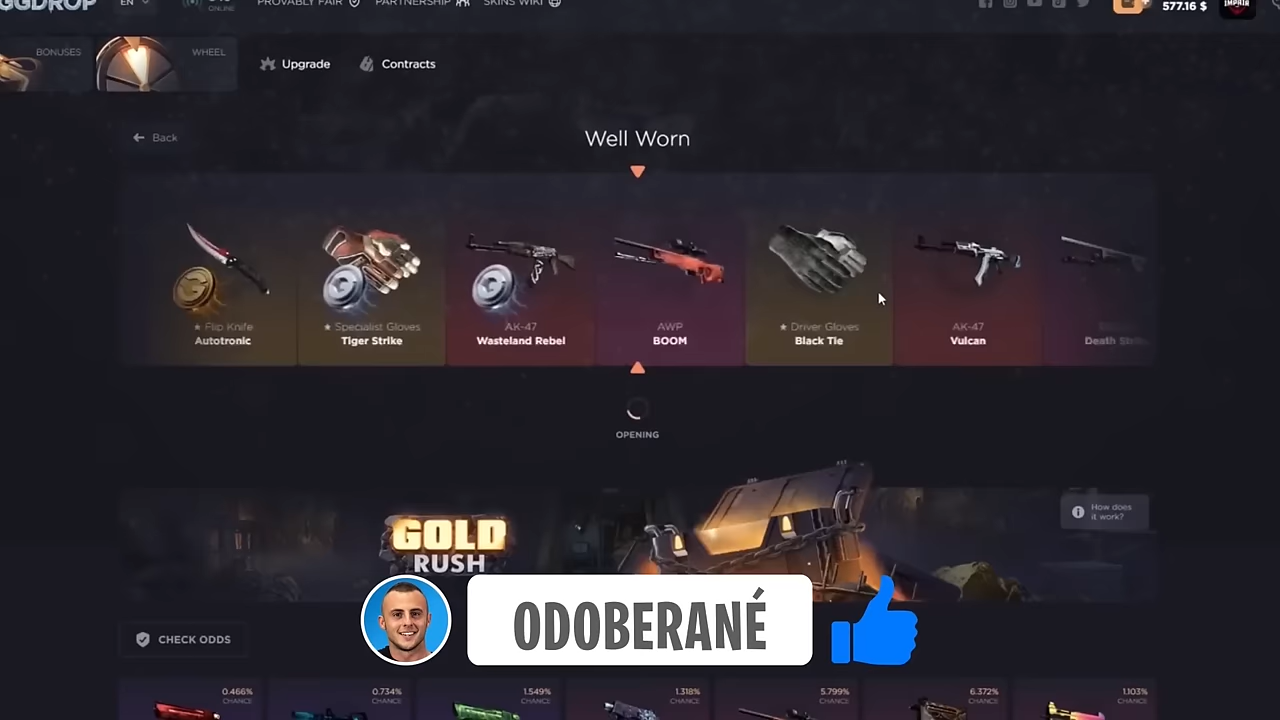 GGDROP
EN
ONLINE
PROVABLY FAIR
PARTNERSHIP
SKINS WIKI
577.16 $
BONUSES
WHEEL
Upgrade
Contracts
Back
Well Worn
★ Flip Knife
Autotronic
★ Specialist Gloves
Tiger Strike
AK-47
Wasteland Rebel
AWP
BOOM
★ Driver Gloves
Black Tie
AK-47
Vulcan
Death Strike
OPENING
GOLD
RUSH
How does
it work?
ODOBERANÉ
CHECK ODDS
0.466%
CHANCE
0.734%
CHANCE
1.549%
CHANCE
1.318%
CHANCE
5.799%
CHANCE
6.372%
CHANCE
1.103%
CHANCE